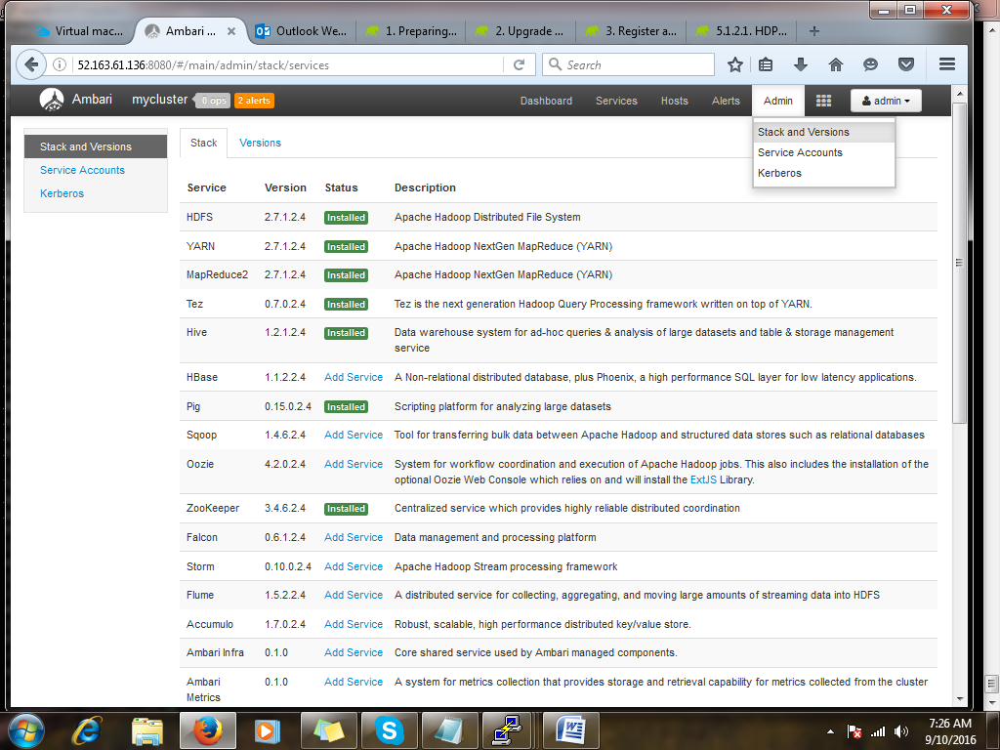 Virtual mac...
Ambari ...
Outlook We...
1. Preparing...
2. Upgrade ...
3. Register a...
5.1.2.1. HDP...
52.163.61.136:8080/#/main/admin/stack/services
Search
Ambari mycluster 0 ops 2 alerts Dashboard Services Hosts Alerts Admin admin
Stack and Versions
Service Accounts
Kerberos
Stack and Versions
Service Accounts
Kerberos
Stack Versions
Service Version Status Description
HDFS 2.7.1.2.4 Installed Apache Hadoop Distributed File System
YARN 2.7.1.2.4 Installed Apache Hadoop NextGen MapReduce (YARN)
MapReduce2 2.7.1.2.4 Installed Apache Hadoop NextGen MapReduce (YARN)
Tez 0.7.0.2.4 Installed Tez is the next generation Hadoop Query Processing framework written on top of YARN.
Hive 1.2.1.2.4 Installed Data warehouse system for ad-hoc queries & analysis of large datasets and table & storage management
service
HBase 1.1.2.2.4 Add Service A Non-relational distributed database, plus Phoenix, a high performance SQL layer for low latency applications.
Pig 0.15.0.2.4 Installed Scripting platform for analyzing large datasets
Sqoop 1.4.6.2.4 Add Service Tool for transferring bulk data between Apache Hadoop and structured data stores such as relational databases
Oozie 4.2.0.2.4 Add Service System for workflow coordination and execution of Apache Hadoop jobs. This also includes the installation of the
optional Oozie Web Console which relies on and will install the ExtJS Library.
ZooKeeper 3.4.6.2.4 Installed Centralized service which provides highly reliable distributed coordination
Falcon 0.6.1.2.4 Add Service Data management and processing platform
Storm 0.10.0.2.4 Add Service Apache Hadoop Stream processing framework
Flume 1.5.2.2.4 Add Service A distributed service for collecting, aggregating, and moving large amounts of streaming data into HDFS
Accumulo 1.7.0.2.4 Add Service Robust, scalable, high performance distributed key/value store.
Ambari Infra 0.1.0 Add Service Core shared service used by Ambari managed components.
Ambari 0.1.0 Add Service A system for metrics collection that provides storage and retrieval capability for metrics collected from the cluster
Metrics
7:26 AM
9/10/2016